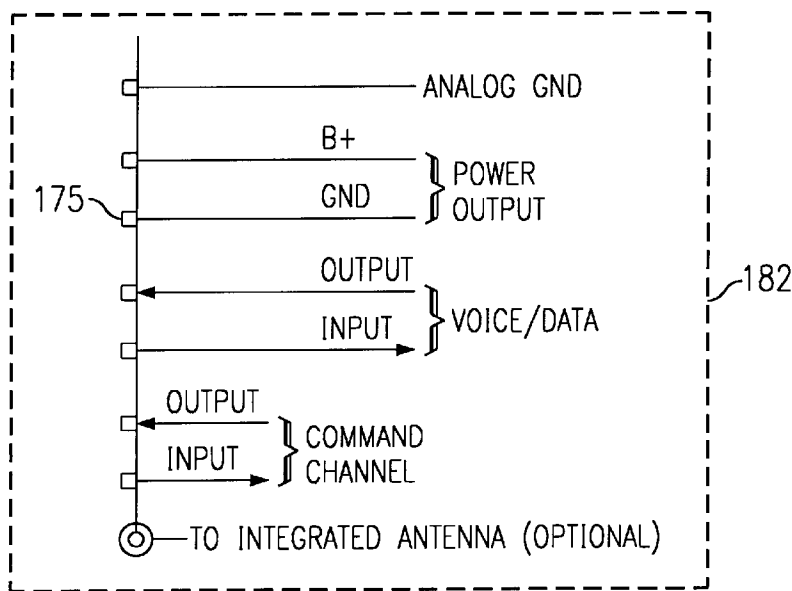 ANALOG GND
B+
POWER
175
GND
OUTPUT
OUTPUT
182
VOICE/DATA
INPUT
OUTPUT
COMMAND
INPUT
CHANNEL
TO INTEGRATED ANTENNA (OPTIONAL)